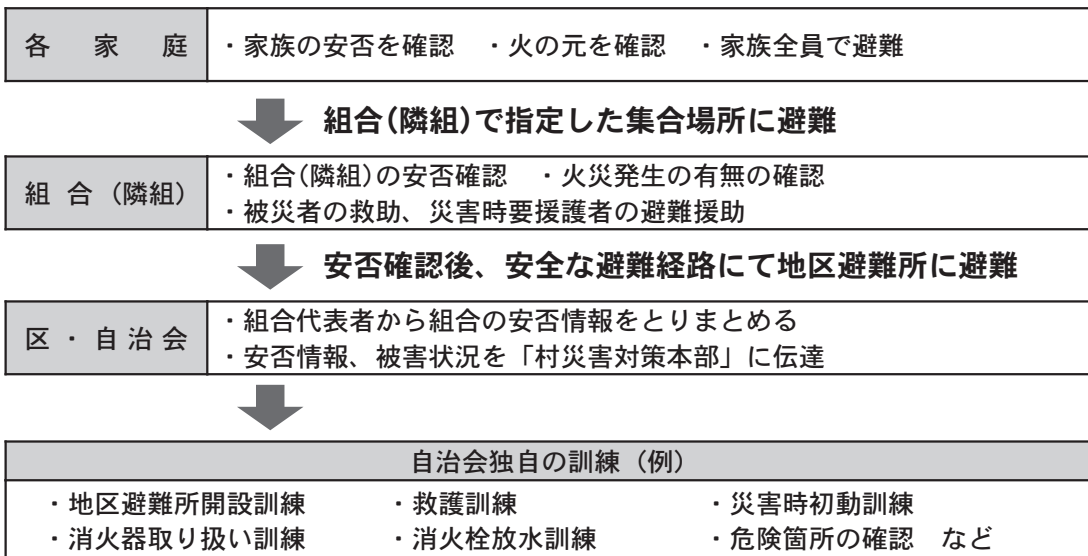 各家庭
・家族の安否を確認　・火の元を確認　・家族全員で避難
組合(隣組)で指定した集合場所に避難
組合(隣組)
・組合(隣組)の安否確認　・火災発生の有無の確認
・被災者の救助、災害時要援護者の避難援助
安否確認後、安全な避難経路にて地区避難所に避難
区・自治会
・組合代表者から組合の安否情報をとりまとめる
・安否情報、被害状況を「村災害対策本部」に伝達
自治会独自の訓練（例）
・地区避難所開設訓練　・救護訓練　・災害時初動訓練
・消火器取り扱い訓練　・消火栓放水訓練　・危険箇所の確認　など